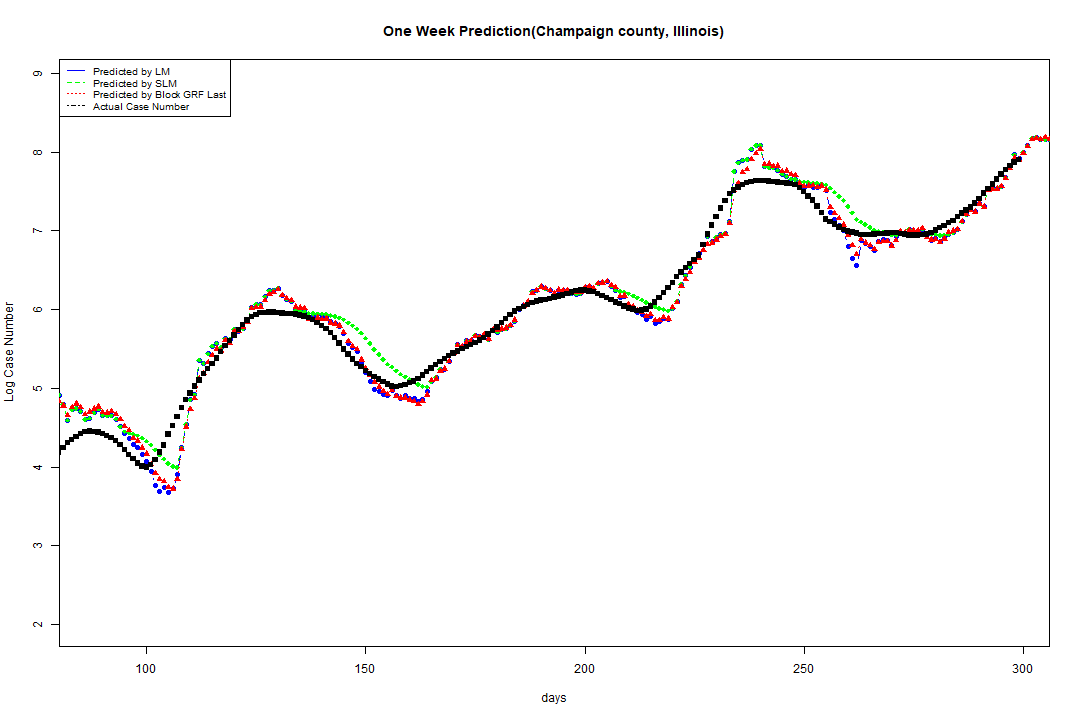 One Week Prediction(Champaign county, Illinois)
Predicted by LM
Predicted by SLM
Predicted by Block GRF Last
Actual Case Number
9
8
7
6
5
4
3
2
Log Case Number
100 150 200 250 300
days